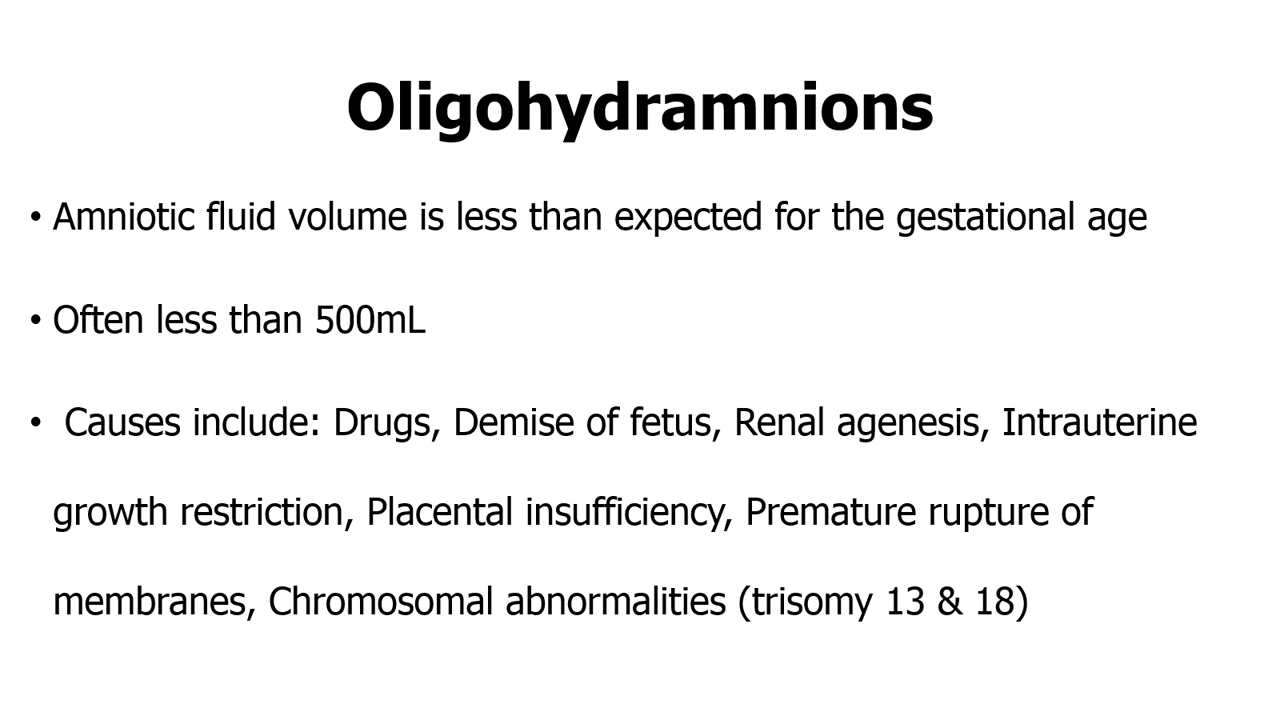 Oligohydramnions
• Amniotic fluid volume is less than expected for the gestational age
• Often less than 500mL
• Causes include: Drugs, Demise of fetus, Renal agenesis, Intrauterine
growth restriction, Placental insufficiency, Premature rupture of
membranes, Chromosomal abnormalities (trisomy 13 & 18)